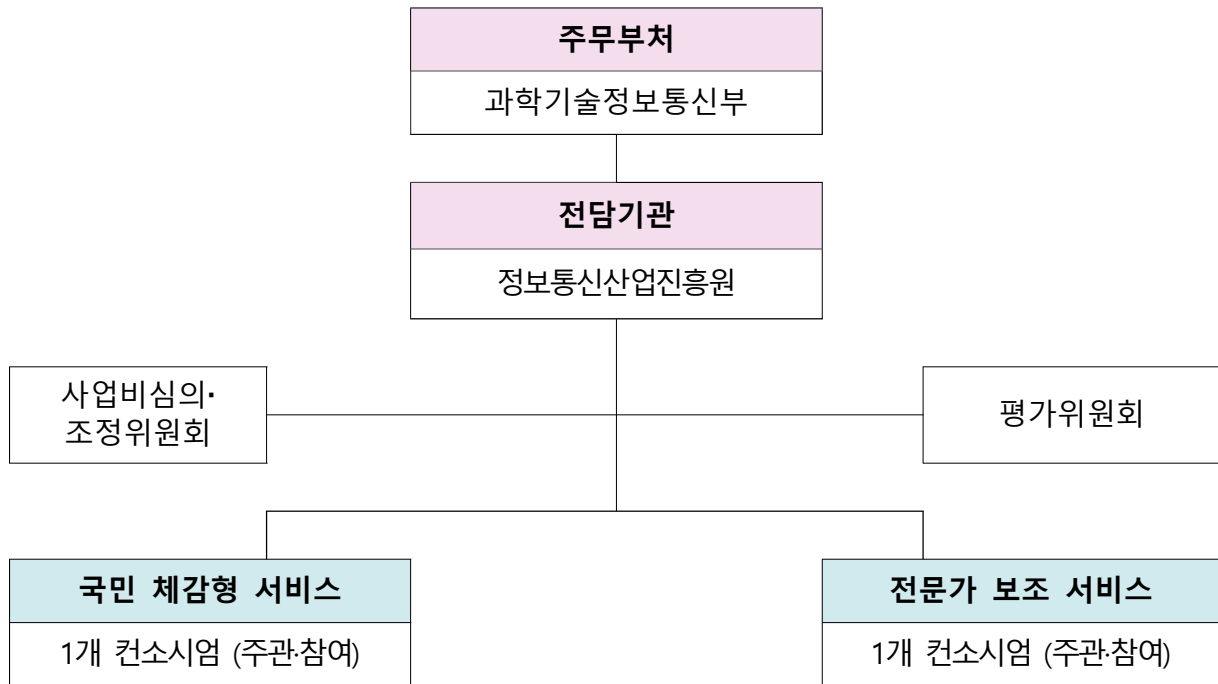 주무부처
과학기술정보통신부
전담기관
정보통신산업진흥원
사업비심의·
조정위원회
평가위원회
국민 체감형 서비스
1개 컨소시엄 (주관·참여)
전문가 보조 서비스
1개 컨소시엄 (주관·참여)